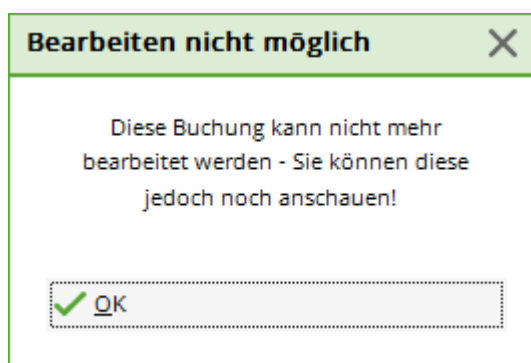 Bearbeiten nicht möglich
Diese Buchung kann nicht mehr
bearbeitet werden - Sie können diese
jedoch noch anschauen!
OK